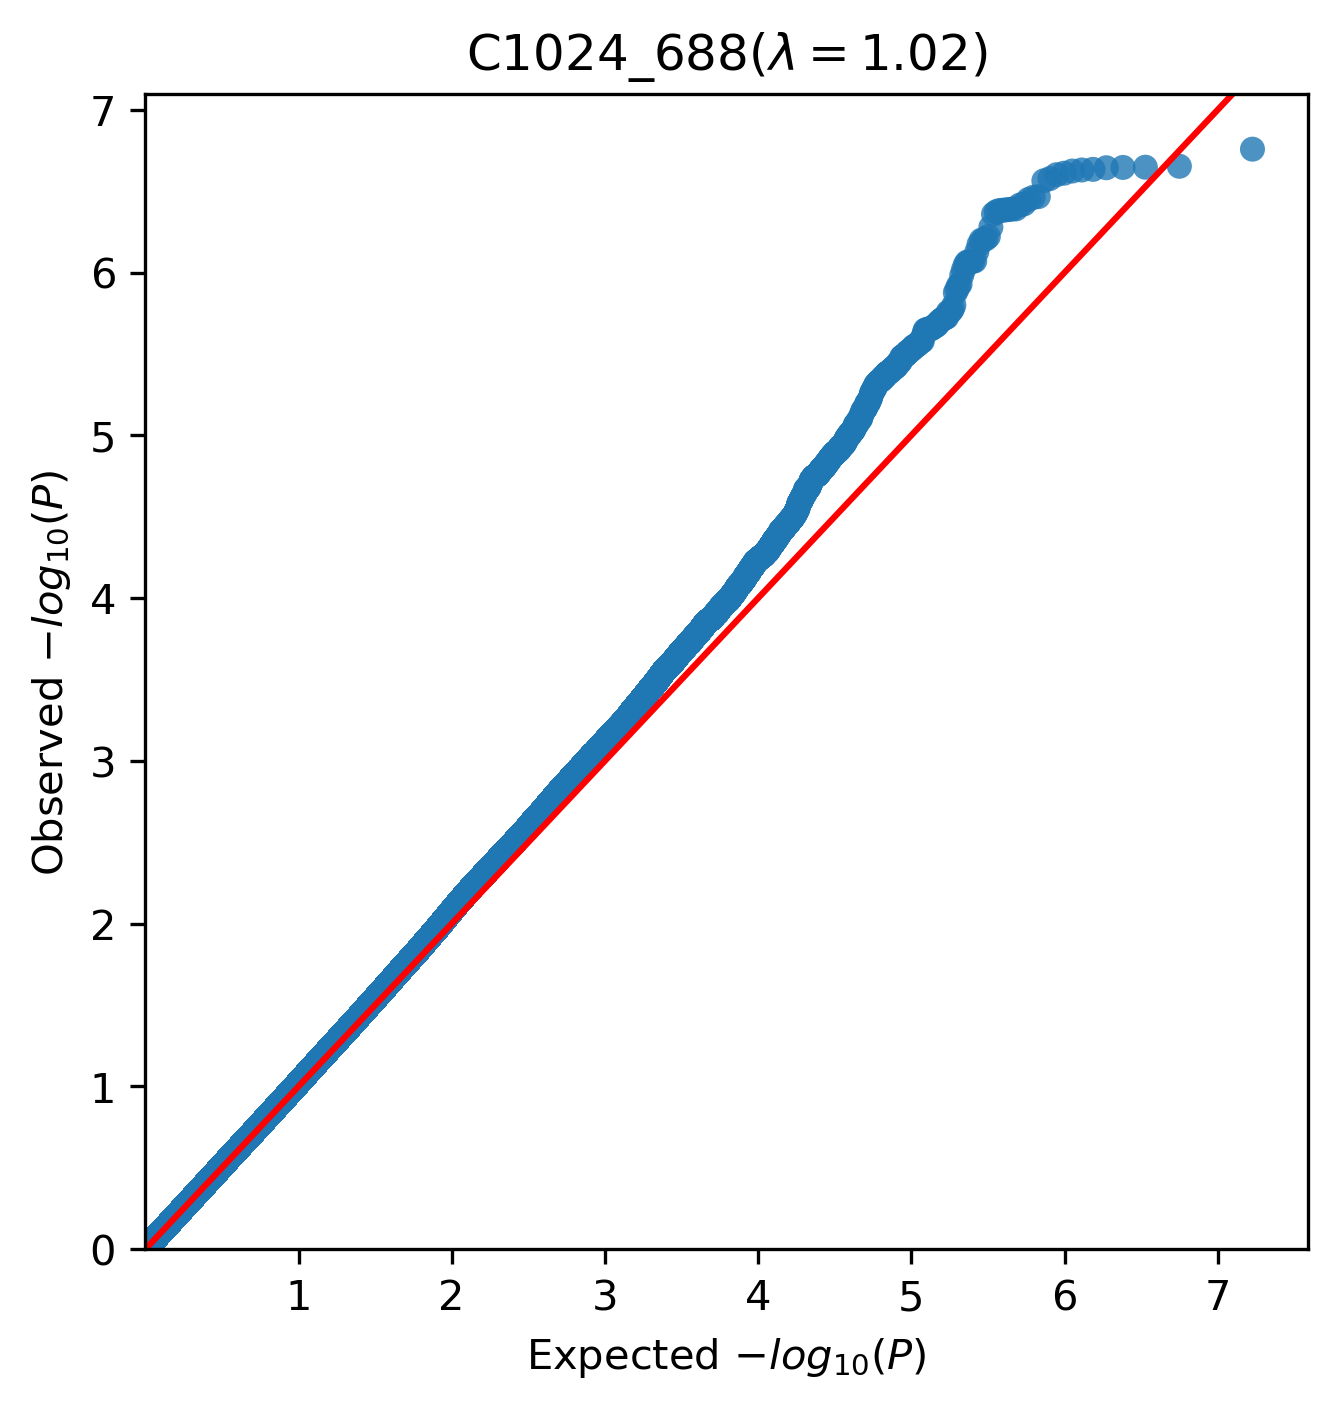 C1024_688(λ = 1.02)
7
6
5
4
3
2
1
0
Observed −log₁₀(P)
1 2 3 4 5 6 7
Expected −log₁₀(P)